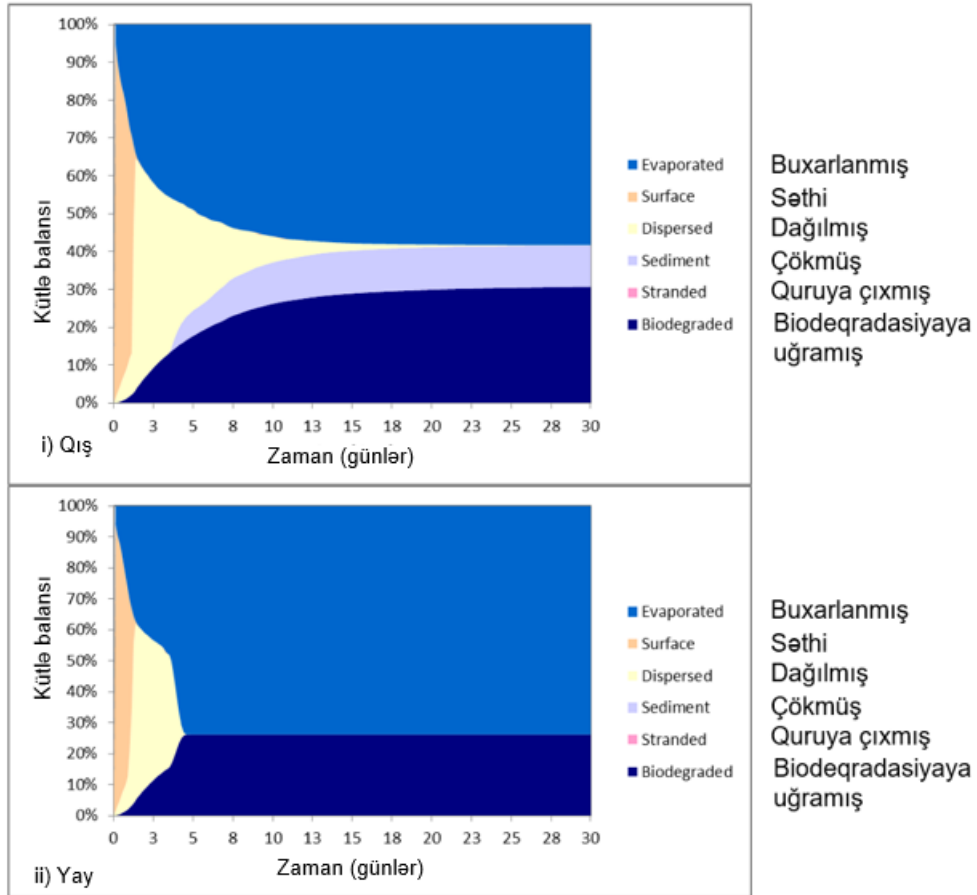 100%
90%
80%
70%
60%
50%
40%
30%
20%
10%
0%
Kütlə balansı
0 3 5 8 10 13 15 18 20 23 25 28 30
i) Qış
Zaman (günlər)
Evaporated Buxarlanmış
Surface Səthi
Dispersed Dağılmış
Sediment Çökmüş
Stranded Quruya çıxmış
Biodegraded Biodeqradasiyaya
uğramış
100%
90%
80%
70%
60%
50%
40%
30%
20%
10%
0%
Kütlə balansı
0 3 5 8 10 13 15 18 20 23 25 28 30
ii) Yay
Zaman (günlər)
Evaporated Buxarlanmış
Surface Səthi
Dispersed Dağılmış
Sediment Çökmüş
Stranded Quruya çıxmış
Biodegraded Biodeqradasiyaya
uğramış